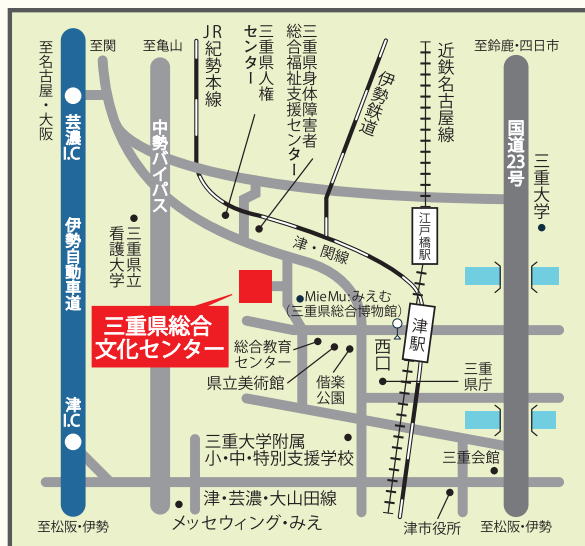 至関
至亀山
JR紀勢本線
三重県人権
センター
三重県身体障害者
総合福祉支援センター
伊勢鉄道
近鉄名古屋線
至鈴鹿・四日市
至名古屋・大阪
芸濃I.C
中勢バイパス
国道23号
三重大学
伊勢自動車道
三重県立
看護大学
江戸橋駅
津・関線
MieMu:みえむ
(三重県総合博物館)
三重県総合
文化センター
津駅
西口
総合教育
センター
県立美術館
偕楽
公園
三重
県庁
津I.C
三重大学附属
小・中・特別支援学校
三重会館
津・芸濃・大山田線
メッセウィング・みえ
津市役所
至松阪・伊勢
至松阪・伊勢